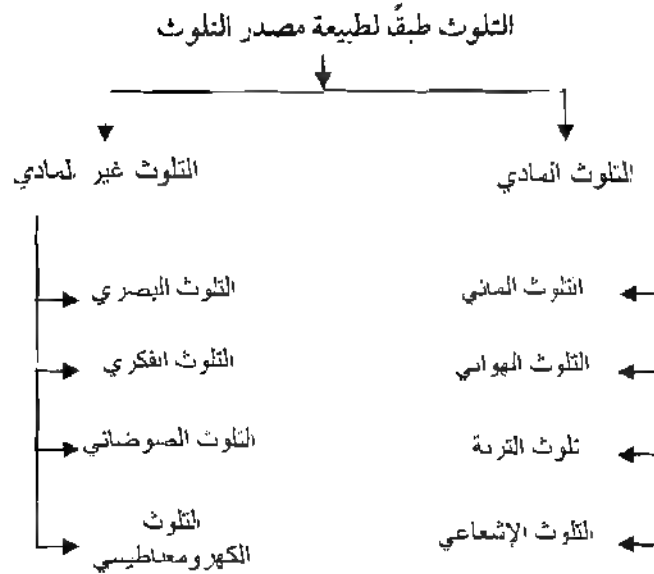 التلوث طبقً لطبيعة مصدر التلوث
التلوث المادي
التلوث غير المادي
التلوث المائي
التلوث البصري
التلوث الهوائي
التلوث الفكري
تلوث التربة
التلوث الضوضائي
التلوث الإشعاعي
التلوث
الكهرومغناطيسي